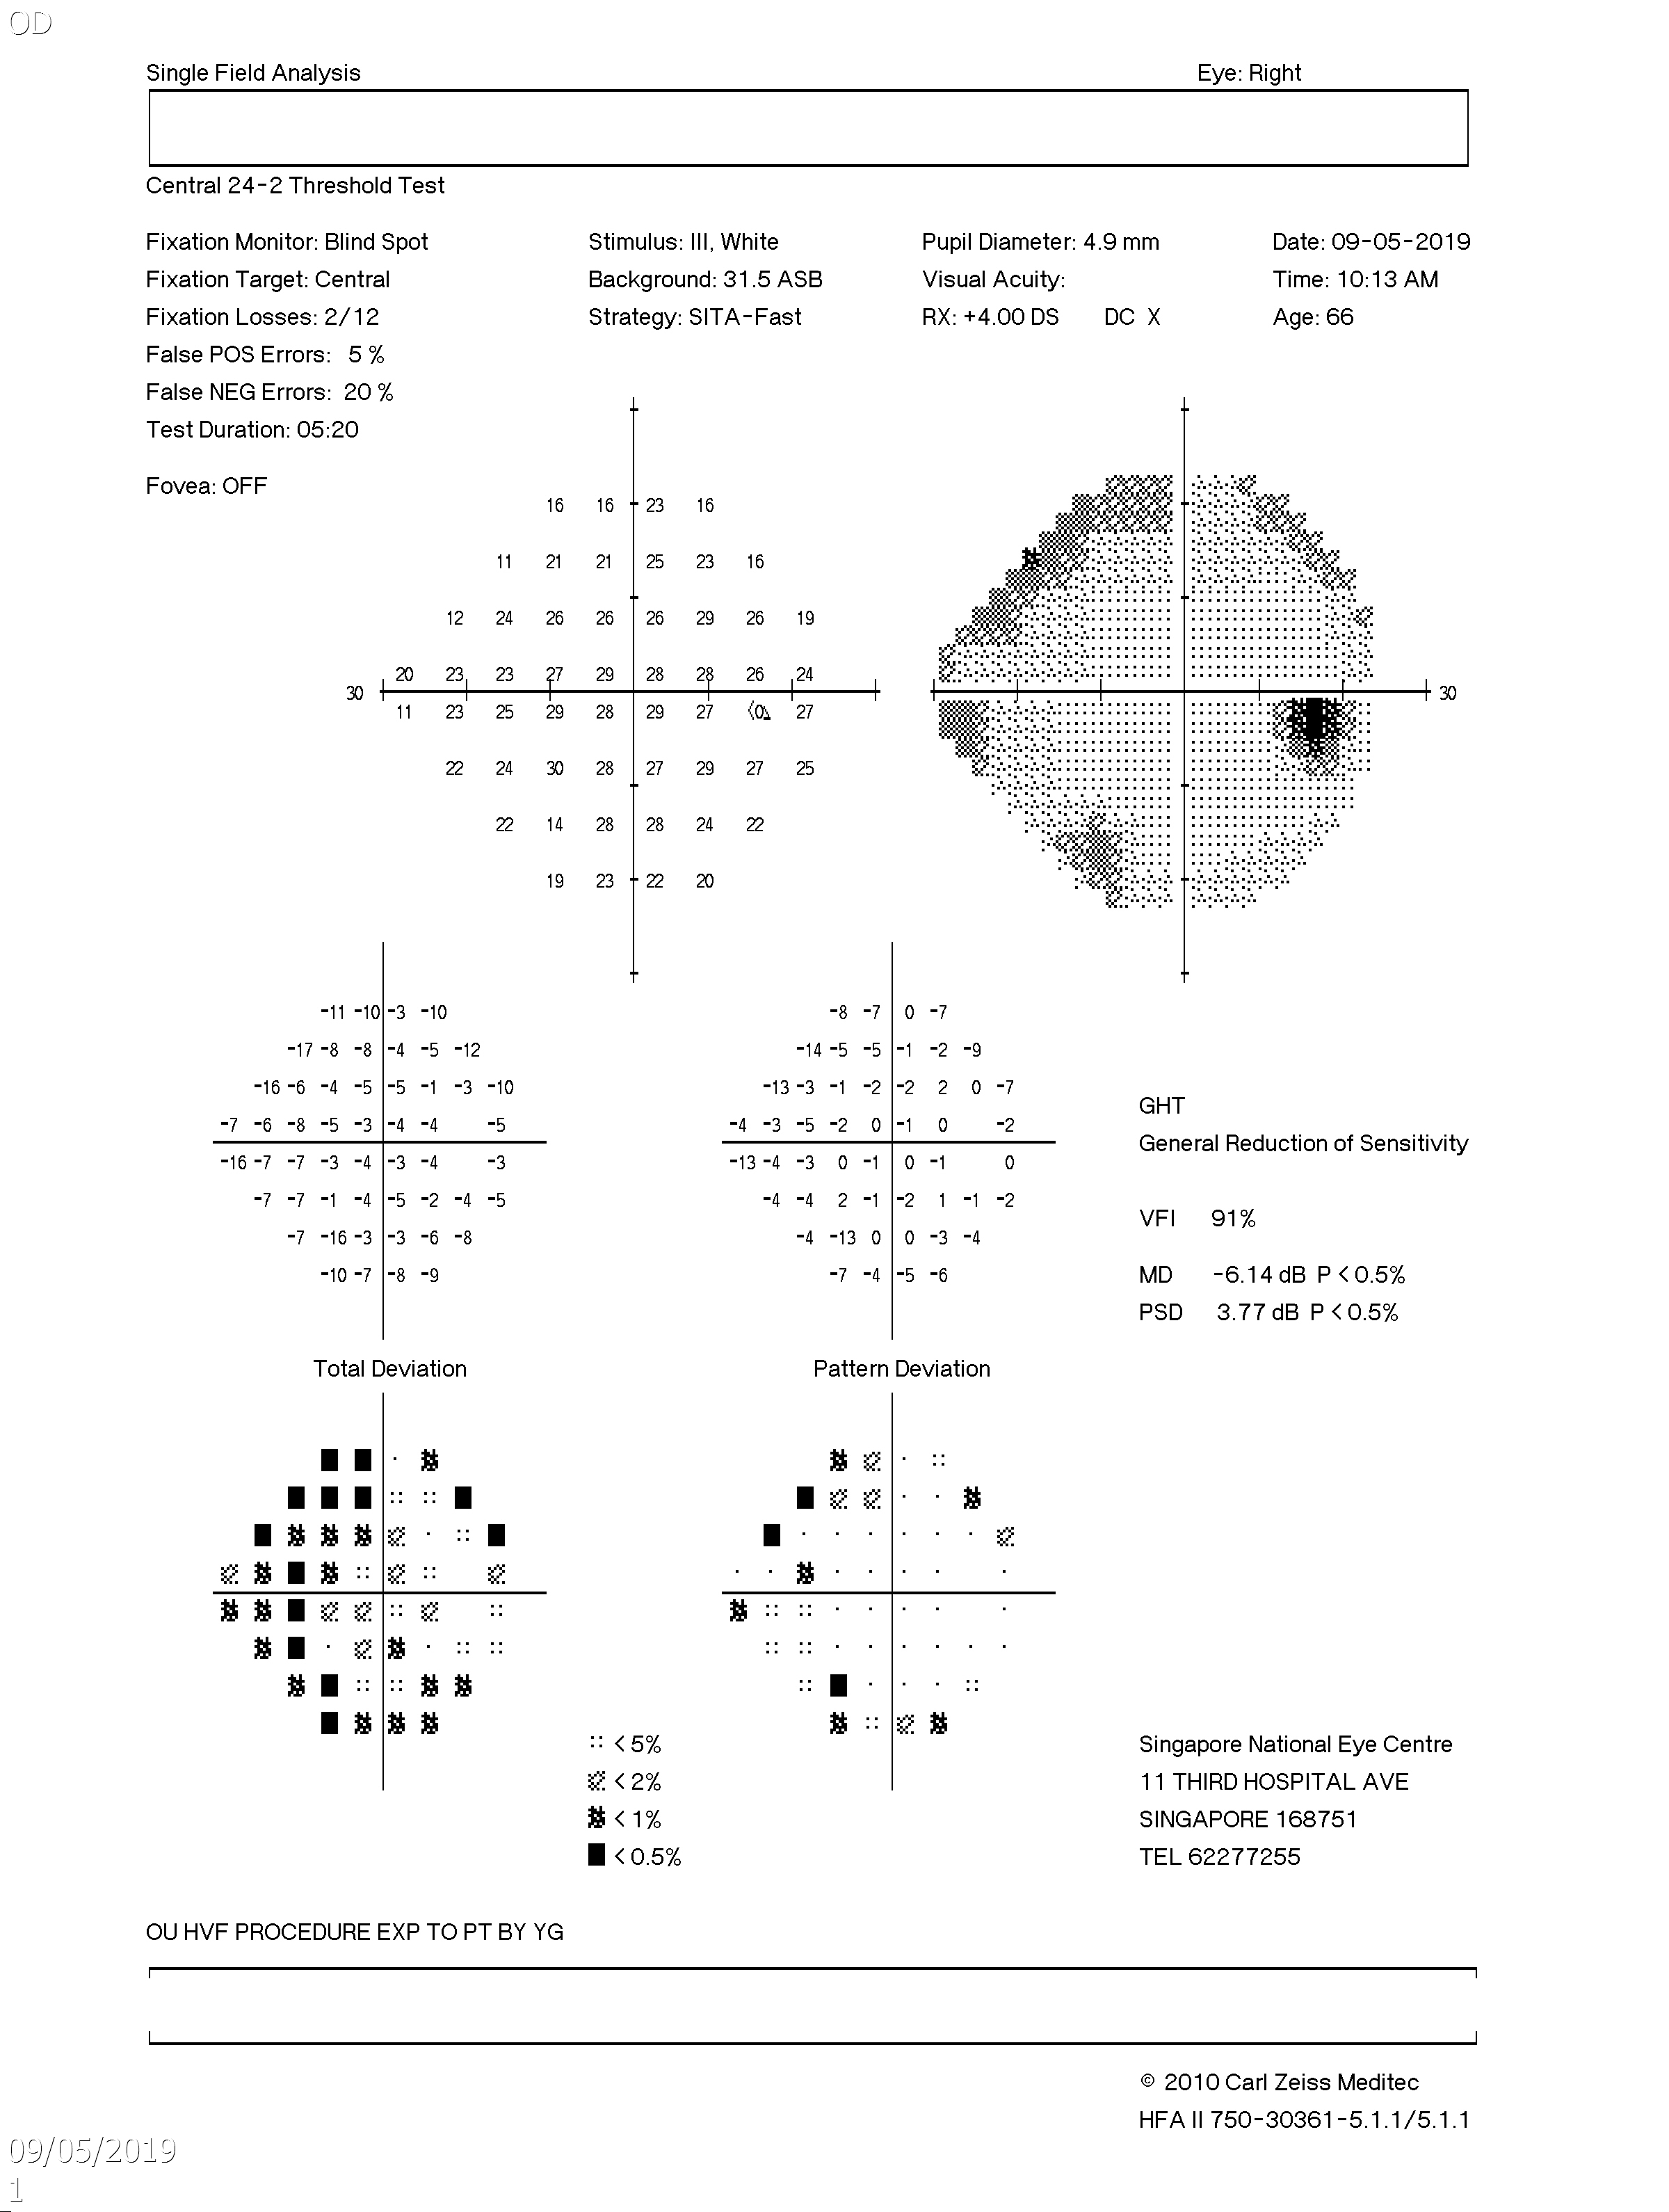 OD
Single Field Analysis Eye: Right
Central 24-2 Threshold Test
Fixation Monitor: Blind Spot Stimulus: III, White Pupil Diameter: 4.9 mm Date: 09-05-2019
Fixation Target: Central Background: 31.5 ASB Visual Acuity: Time: 10:13 AM
Fixation Losses: 2/12 Strategy: SITA-Fast RX: +4.00 DS DC X Age: 66
False POS Errors: 5 %
False NEG Errors: 20 %
Test Duration: 05:20
Fovea: OFF
16 16 23 16
11 21 21 25 23 16
12 24 26 26 26 29 26 19
20 23 23 27 29 28 28 26 24
30 30
11 23 25 29 28 29 27 <0 27
22 24 30 28 27 29 27 25
22 14 28 28 24 22
19 23 22 20
-11 -10 -3 -10 -8 -7 0 -7
-17 -8 -8 -4 -5 -12 -14 -5 -5 -1 -2 -9
-16 -6 -4 -5 -5 -1 -3 -10 -13 -3 -1 -2 -2 2 0 -7
-7 -6 -8 -5 -3 -4 -4 -5 -4 -3 -5 -2 0 -1 0 -2
-16 -7 -7 -3 -4 -3 -4 -3 -13 -4 -3 0 -1 0 -1 0
-7 -7 -1 -4 -5 -2 -4 -5 -4 -4 2 -1 -2 1 -1 -2
-7 -16 -3 -3 -6 -8 -4 -13 0 0 -3 -4
-10 -7 -8 -9 -7 -4 -5 -6
GHT
General Reduction of Sensitivity
VFI 91%
MD -6.14 dB P < 0.5%
PSD 3.77 dB P < 0.5%
Total Deviation Pattern Deviation
< 5%
< 2%
< 1%
< 0.5%
Singapore National Eye Centre
11 THIRD HOSPITAL AVE
SINGAPORE 168751
TEL 62277255
OU HVF PROCEDURE EXP TO PT BY YG
© 2010 Carl Zeiss Meditec
HFA II 750-30361-5.1.1/5.1.1
09/05/2019
1